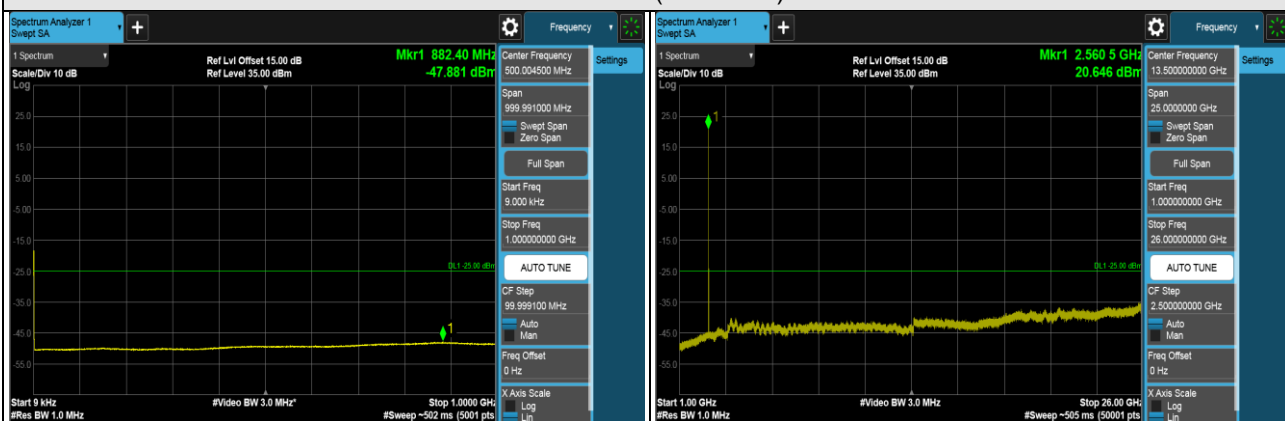 Spectrum Analyzer 1
Swept SA
+
Frequency
1 Spectrum
Scale/Div 10 dB
Log
Ref Lvl Offset 15.00 dB
Ref Level 35.00 dBm
Mkr1 882.40 MHz
-47.881 dBm
25.0
15.0
5.00
-5.00
-15.0
-25.0
-35.0
-45.0
-55.0
DL1 -25.00 dBm
1
Start 9 kHz
#Res BW 1.0 MHz
#Video BW 3.0 MHz*
Stop 1.0000 GHz
#Sweep ~502 ms (5001 pts
Center Frequency
500.004500 MHz
Settings
Span
999.991000 MHz
Swept Span
Zero Span
Full Span
Start Freq
9.000 kHz
Stop Freq
1.000000000 GHz
AUTO TUNE
CF Step
99.999100 MHz
Auto
Man
Freq Offset
0 Hz
X Axis Scale
Log
Lin
Spectrum Analyzer 1
Swept SA
+
Frequency
1 Spectrum
Scale/Div 10 dB
Log
Ref Lvl Offset 15.00 dB
Ref Level 35.00 dBm
Mkr1 2.560 5 GHz
20.646 dBm
25.0
15.0
5.00
-5.00
-15.0
-25.0
-35.0
-45.0
-55.0
1
DL1 -25.00 dBm
Start 1.00 GHz
#Res BW 1.0 MHz
#Video BW 3.0 MHz
Stop 26.00 GHz
#Sweep ~505 ms (50001 pts
Center Frequency
13.500000000 GHz
Settings
Span
25.0000000 GHz
Swept Span
Zero Span
Full Span
Start Freq
1.000000000 GHz
Stop Freq
26.000000000 GHz
AUTO TUNE
CF Step
2.500000000 GHz
Auto
Man
Freq Offset
0 Hz
X Axis Scale
Log
Lin